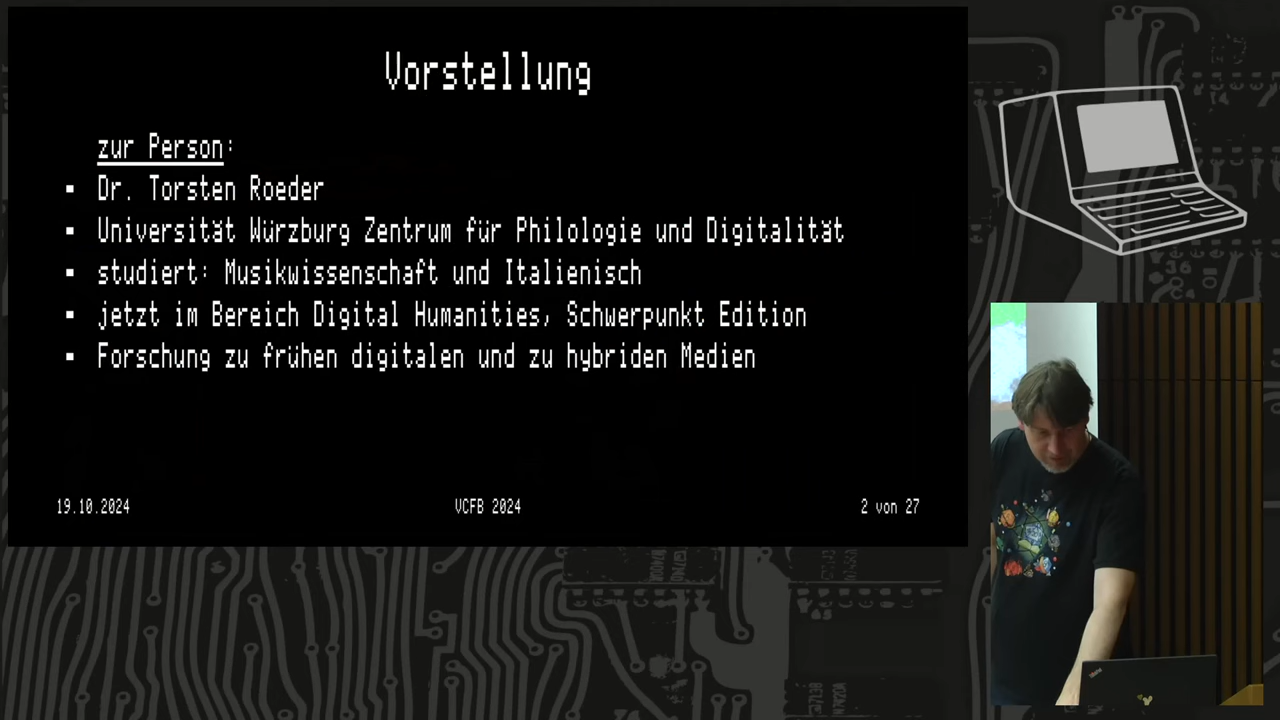 Vorstellung
zur Person:
▪ Dr. Torsten Roeder
▪ Universität Würzburg Zentrum für Philologie und Digitalität
▪ studiert: Musikwissenschaft und Italienisch
▪ jetzt im Bereich Digital Humanities, Schwerpunkt Edition
▪ Forschung zu frühen digitalen und zu hybriden Medien
19.10.2024
VCFB 2024
2 von 27
36